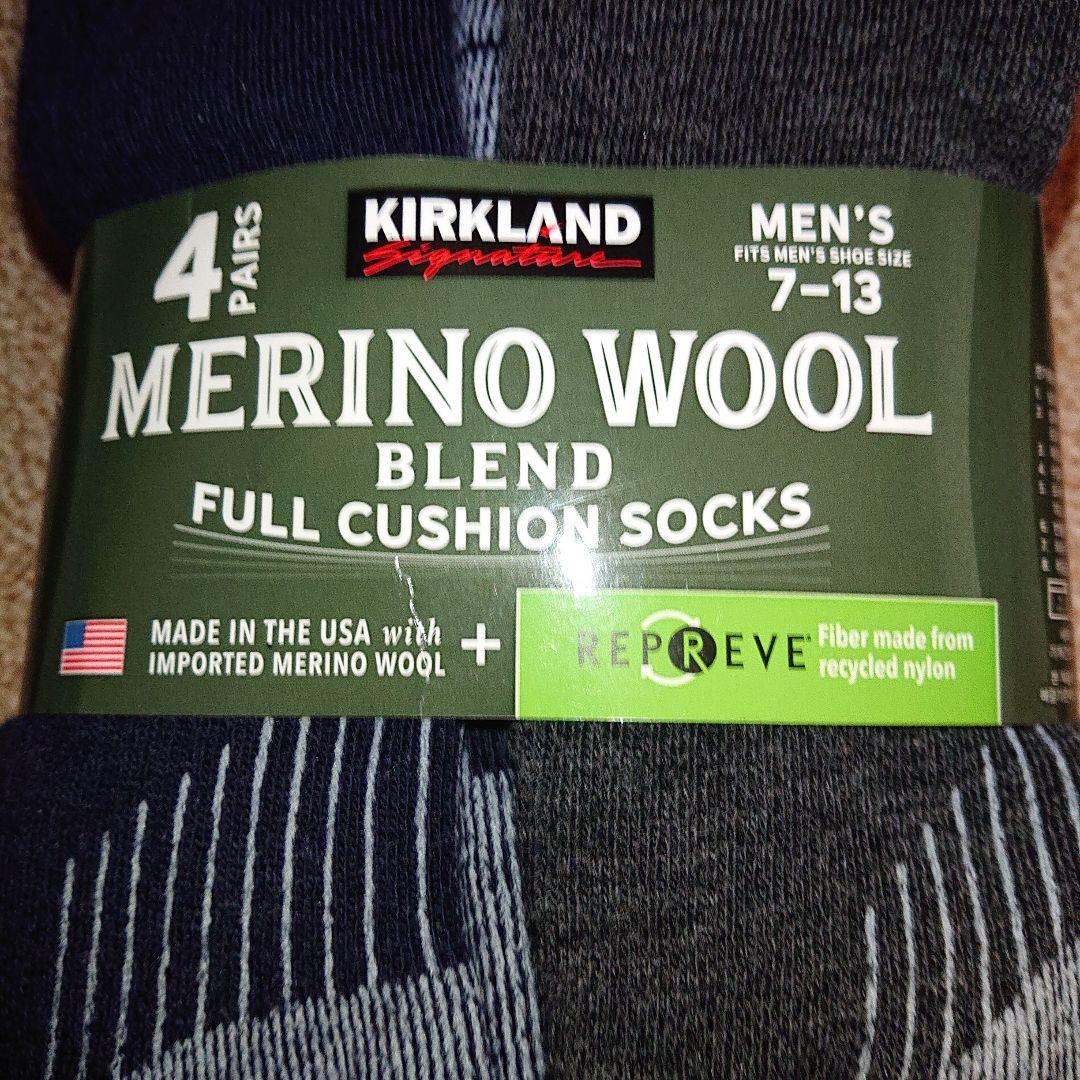 4 PAIRS
KIRKLAND
Signature
MEN'S
FITS MEN'S SHOE SIZE
7-13
MERINO WOOL
BLEND
FULL CUSHION SOCKS
MADE IN THE USA with
IMPORTED MERINO WOOL
+
REPREVE®
Fiber made from
recycled nylon